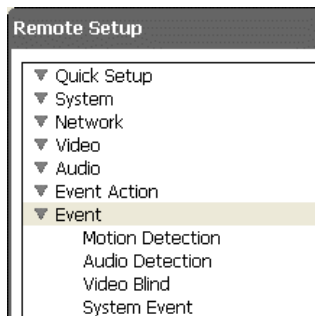 Remote Setup
Quick Setup
System
Network
Video
Audio
Event Action
Event
Motion Detection
Audio Detection
Video Blind
System Event